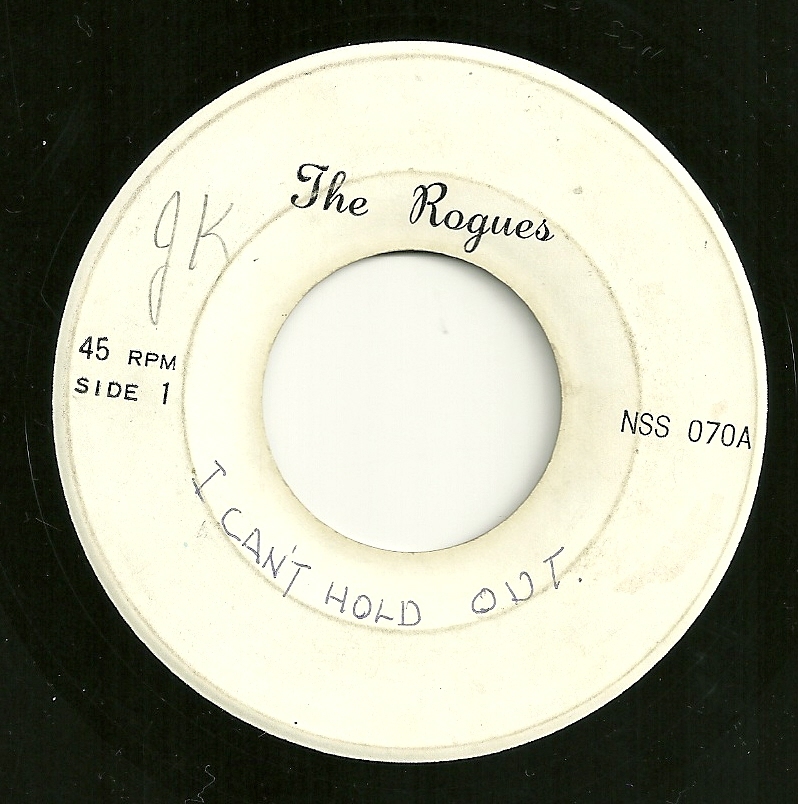 The Rogues
JK
45 RPM
SIDE 1
NSS 070A
I CAN'T HOLD OUT.